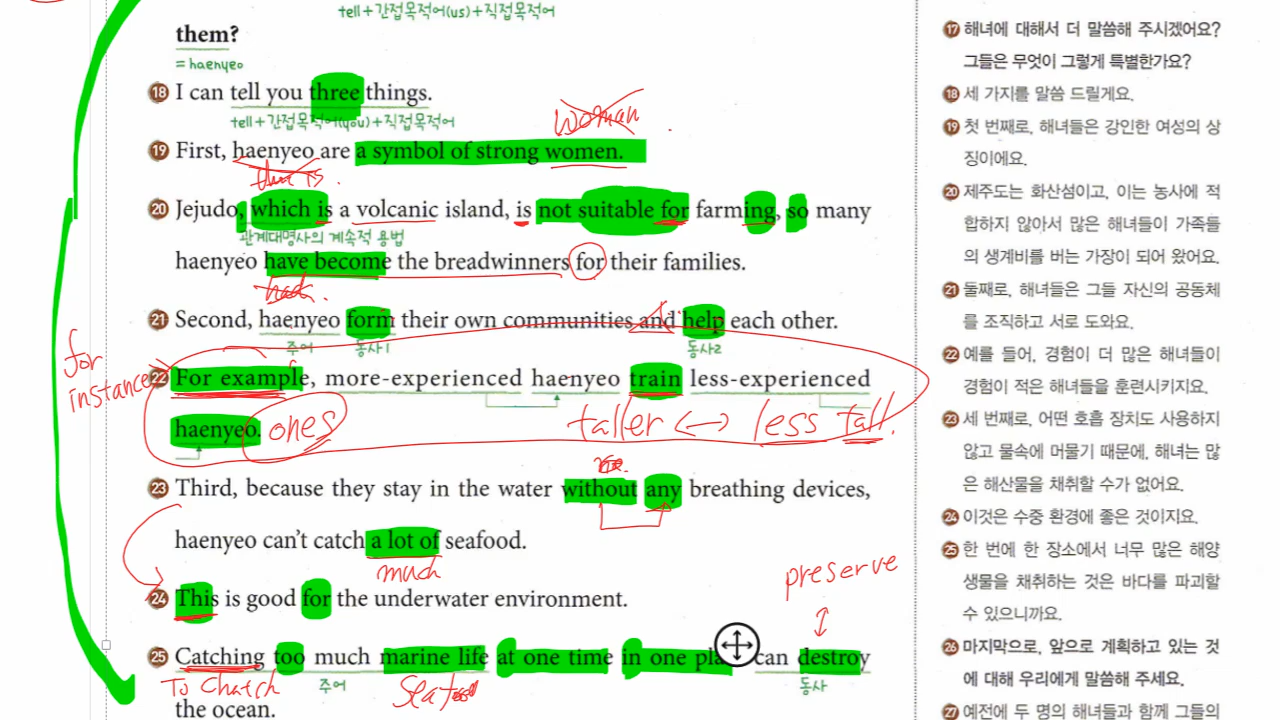 tell+간접목적어(us)+직접목적어
them?
= haenyeo
⑰ 해녀에 대해서 더 말씀해 주시겠어요?
그들은 무엇이 그렇게 특별한가요?
⑱ I can tell you three things.
tell+간접목적어(you)+직접목적어
woman
⑱ 세 가지를 말씀 드릴게요.
⑲ First, haenyeo are a symbol of strong women.
that is
⑲ 첫 번째로, 해녀들은 강인한 여성의 상
징이에요.
⑳ Jejudo, which is a volcanic island, is not suitable for farming, so many
관계대명사의 계속적 용법
haenyeo have become the breadwinners for their families.
had
⑳ 제주도는 화산섬이고, 이는 농사에 적
합하지 않아서 많은 해녀들이 가족들
의 생계비를 버는 가장이 되어 왔어요.
㉑ Second, haenyeo form their own communities and help each other.
주어 동사1 동사2
㉑ 둘째로, 해녀들은 그들 자신의 공동체
를 조직하고 서로 도와요.
for
instance
㉒ For example, more-experienced haenyeo train less-experienced
haenyeo. ones taller ↔ less tall.
㉒ 예를 들어, 경험이 더 많은 해녀들이
경험이 적은 해녀들을 훈련시키지요.
㉓ Third, because they stay in the water without any breathing devices,
haenyeo can't catch a lot of seafood.
much
㉓ 세 번째로, 어떤 호흡 장치도 사용하지
않고 물속에 머물기 때문에, 해녀는 많
은 해산물을 채취할 수가 없어요.
㉔ This is good for the underwater environment.
preserve
㉔ 이것은 수중 환경에 좋은 것이지요.
㉕ Catching too much marine life at one time in one can destroy
To Chatch 주어 동사
the ocean.
㉕ 한 번에 한 장소에서 너무 많은 해양
생물을 채취하는 것은 바다를 파괴할
수 있으니까요.
㉖ 마지막으로, 앞으로 계획하고 있는 것
에 대해 우리에게 말씀해 주세요.
㉗ 예전에 두 명의 해녀들과 함께 그들의